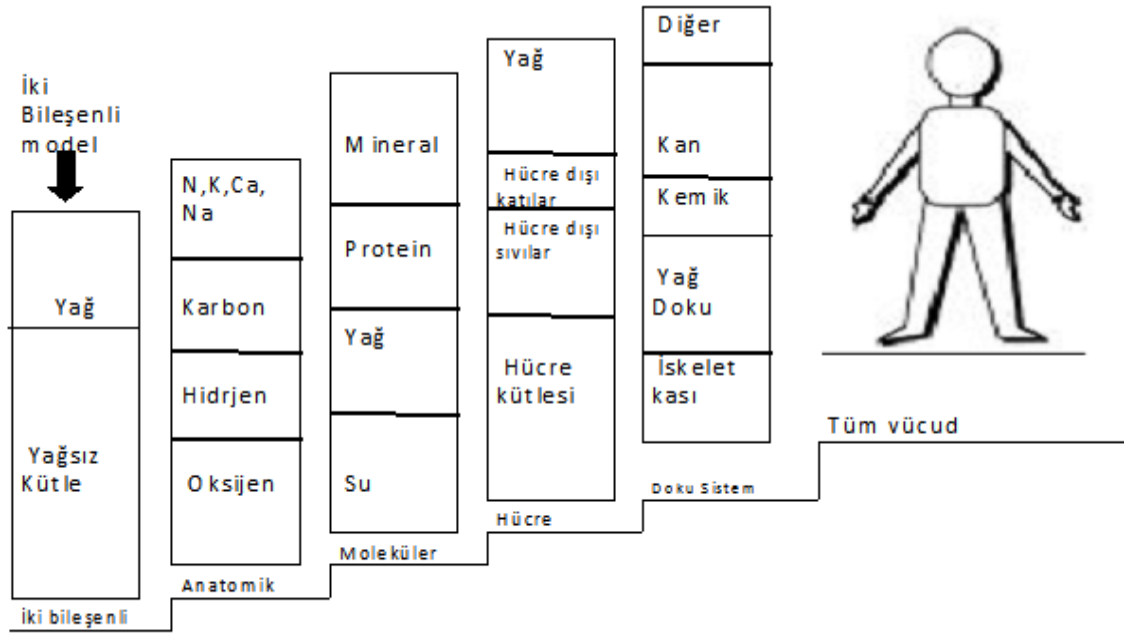 İki
Bileşenli
model
Yağ
Yağsız
Kütle
İki bileşenli
N,K,Ca,
Na
Karbon
Hidrjen
Oksijen
Anatomik
Mineral
Protein
Yağ
Su
Moleküler
Yağ
Hücre dışı
katılar
Hücre dışı
sıvılar
Hücre
kütlesi
Hücre
Diğer
Kan
Kemik
Yağ
Doku
İskelet
kası
Doku Sistem
Tüm vücud